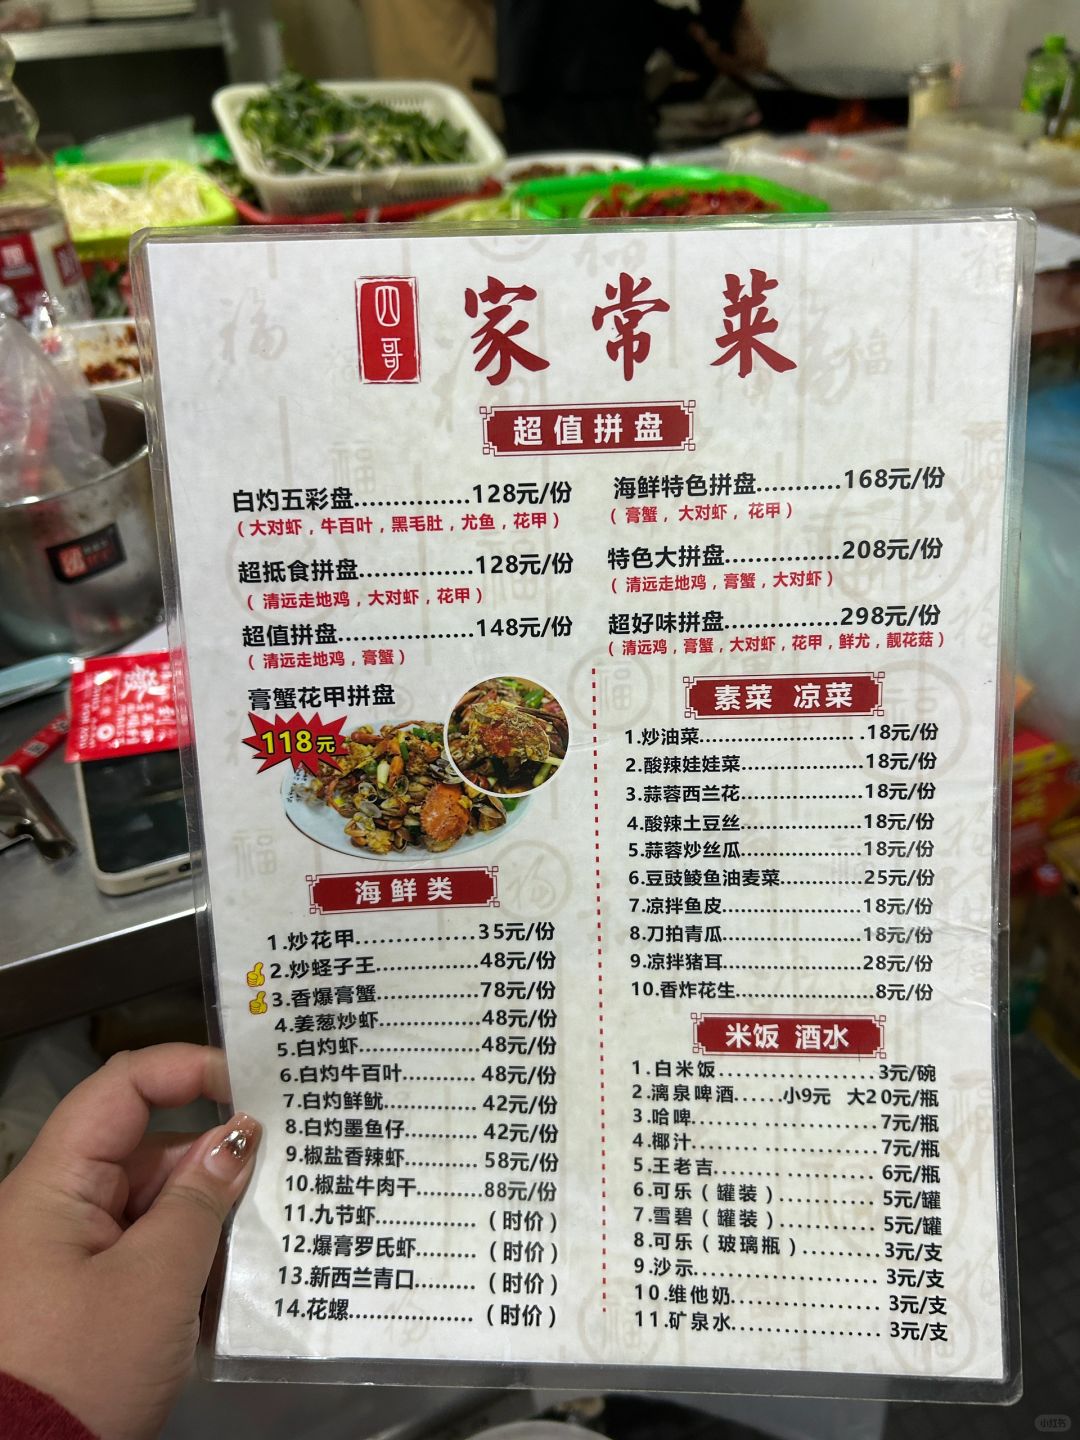 四哥
家常菜
超值拼盘
白灼五彩盘................128元/份
(大对虾，牛百叶，黑毛肚，尤鱼，花甲)
超抵食拼盘................128元/份
(清远走地鸡，大对虾，花甲)
超值拼盘...................148元/份
(清远走地鸡，膏蟹)
海鲜特色拼盘...........168元/份
(膏蟹，大对虾，花甲)
特色大拼盘................208元/份
(清远走地鸡，膏蟹，大对虾)
超好味拼盘................298元/份
(清远走地鸡，膏蟹，大对虾，花甲，鲜尤，靓花菇)
膏蟹花甲拼盘
118元
海鲜类
1.炒花甲................35元/份
2.炒蛏子王..............48元/份
3.香爆膏蟹..............78元/份
4.姜葱炒虾..............48元/份
5.白灼虾................48元/份
6.白灼牛百叶..........48元/份
7.白灼鲜鱿............42元/份
8.白灼墨鱼仔..........42元/份
9.椒盐香辣虾..........58元/份
10.椒盐牛肉干..........88元/份
11.九节虾...............(时价)
12.爆膏罗氏虾.........(时价)
13.新西兰青口.........(时价)
14.花螺..................(时价)
素菜 凉菜
1.炒油菜........................18元/份
2.酸辣娃娃菜..................18元/份
3.蒜蓉西兰花..................18元/份
4.酸辣土豆丝..................18元/份
5.蒜蓉炒丝瓜..................18元/份
6.豆豉鲮鱼油麦菜............25元/份
7.凉拌鱼皮.....................18元/份
8.刀拍青瓜.....................18元/份
9.凉拌猪耳.....................28元/份
10.香炸花生....................8元/份
米饭 酒水
1.白米饭...................3元/碗
2.漓泉啤酒......小9元 大20元/瓶
3.哈啤......................7元/瓶
4.椰汁......................7元/瓶
5.王老吉...................6元/瓶
6.可乐(罐装)............5元/罐
7.雪碧(罐装)............5元/罐
8.可乐(玻璃瓶).........3元/支
9.沙示......................3元/支
10.维他奶..................3元/支
11.矿泉水..................3元/支
小红书